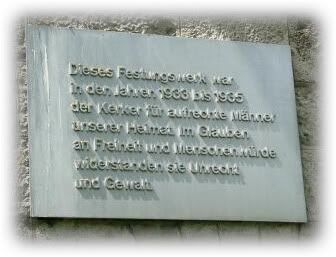 Dieses Festungswerk war
in den Jahren 1933 bis 1935
der Kerker für aufrechte Männer
unserer Heimat. Im Glauben
an Freiheit und Menschenwürde
widerstanden sie Unrecht
und Gewalt.